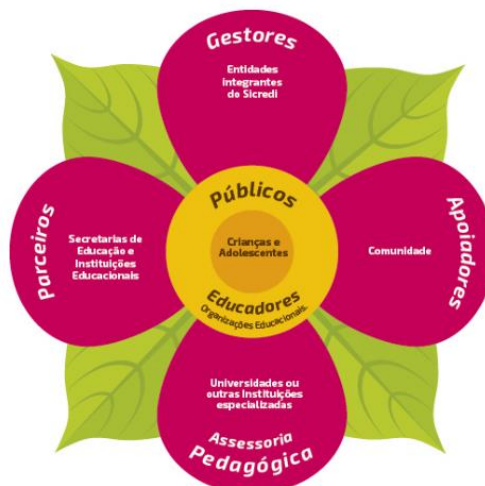 Gestores
Entidades
integrantes
do Sicredi
Parceiros
Secretarias de
Educação e
Instituições
Educacionais
Públicos
Crianças e
Adolescentes
Educadores
Organizações Educacionais.
Apoiadores
Comunidade
Universidades ou
outras Instituições
especializadas
Assessoria
Pedagógica